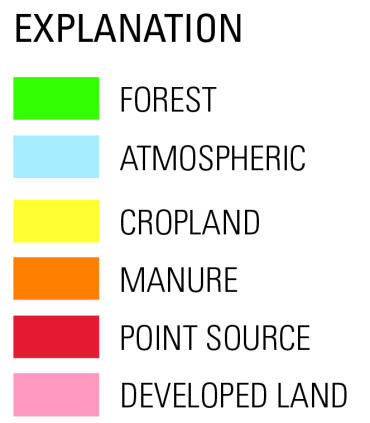 EXPLANATION
FOREST
ATMOSPHERIC
CROPLAND
MANURE
POINT SOURCE
DEVELOPED LAND